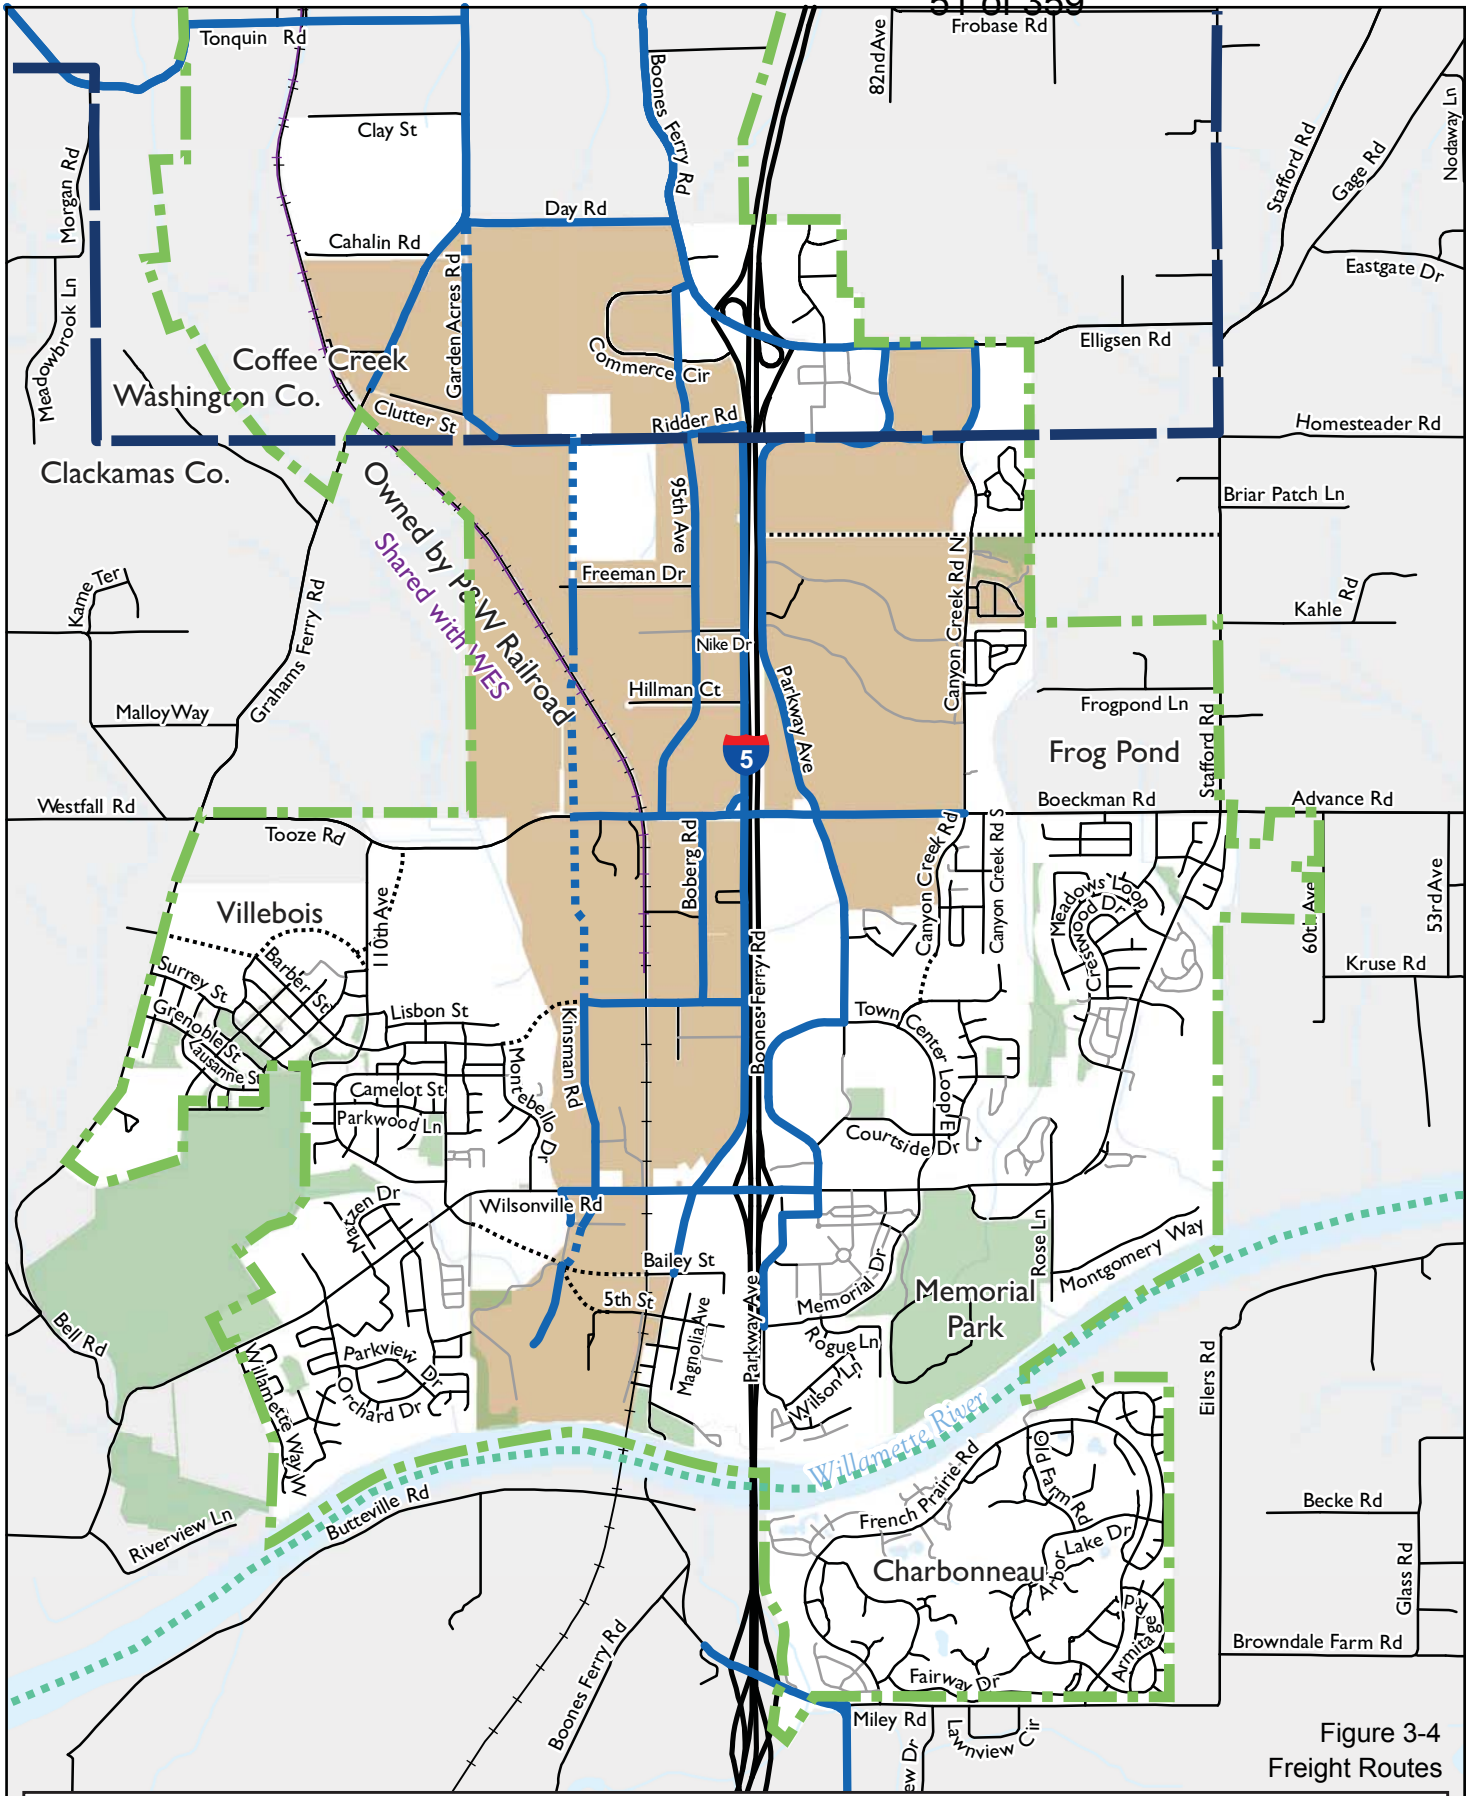 51 of 359
Tonquin Rd
Boones Ferry Rd
82nd Ave
Frobase Rd
Clay St
Morgan Rd
Stafford Rd
Gage Rd
Nodaway Ln
Day Rd
Cahalin Rd
Eastgate Dr
Meadowbrook Ln
Garden Acres Rd
Coffee Creek
Commerce Cir
Elligsen Rd
Washington Co.
Clutter St
Ridder Rd
Homesteader Rd
Clackamas Co.
Owned by P&W Railroad
Shared with WES
95th Ave
Briar Patch Ln
Kame Ter
Freeman Dr
Canyon Creek Rd N
Kahle Rd
Grahams Ferry Rd
Nike Dr
Hillman Ct
Parkway Ave
Frogpond Ln
Malloy Way
Stafford Rd
Frog Pond
5
Westfall Rd
Boeckman Rd
Advance Rd
Tooze Rd
Boberg Rd
Canyon Creek Rd
Canyon Creek Rd S
Meadows Loop
Crestwood Dr
60th Ave
53rd Ave
Villebois
110th Ave
Barber St
Surrey St
Grenoble St
Lausanne St
Lisbon St
Kinsman Rd
Boones Ferry Rd
Town Center Loop E
Kruse Rd
Camelot St
Parkwood Ln
Montebello Dr
Courtside Dr
Matzen Dr
Wilsonville Rd
Rose Ln
Montgomery Way
Bailey St
Memorial Dr
Memorial
Park
5th St
Magnolia Ave
Parkway Ave
Rogue Ln
Wilson Ln
Bell Rd
Parkview Dr
Orchard Dr
Willamette Way W
Eilers Rd
Willamette River
Old Farm Rd
French Prairie Rd
Butteville Rd
Riverview Ln
Becke Rd
Arbor Lake Dr
Charbonneau
Glass Rd
Armitage Rd
Browndale Farm Rd
Boones Ferry Rd
Fairway Dr
Miley Rd
Lawnview Cir
ew Dr
Figure 3-4
Freight Routes